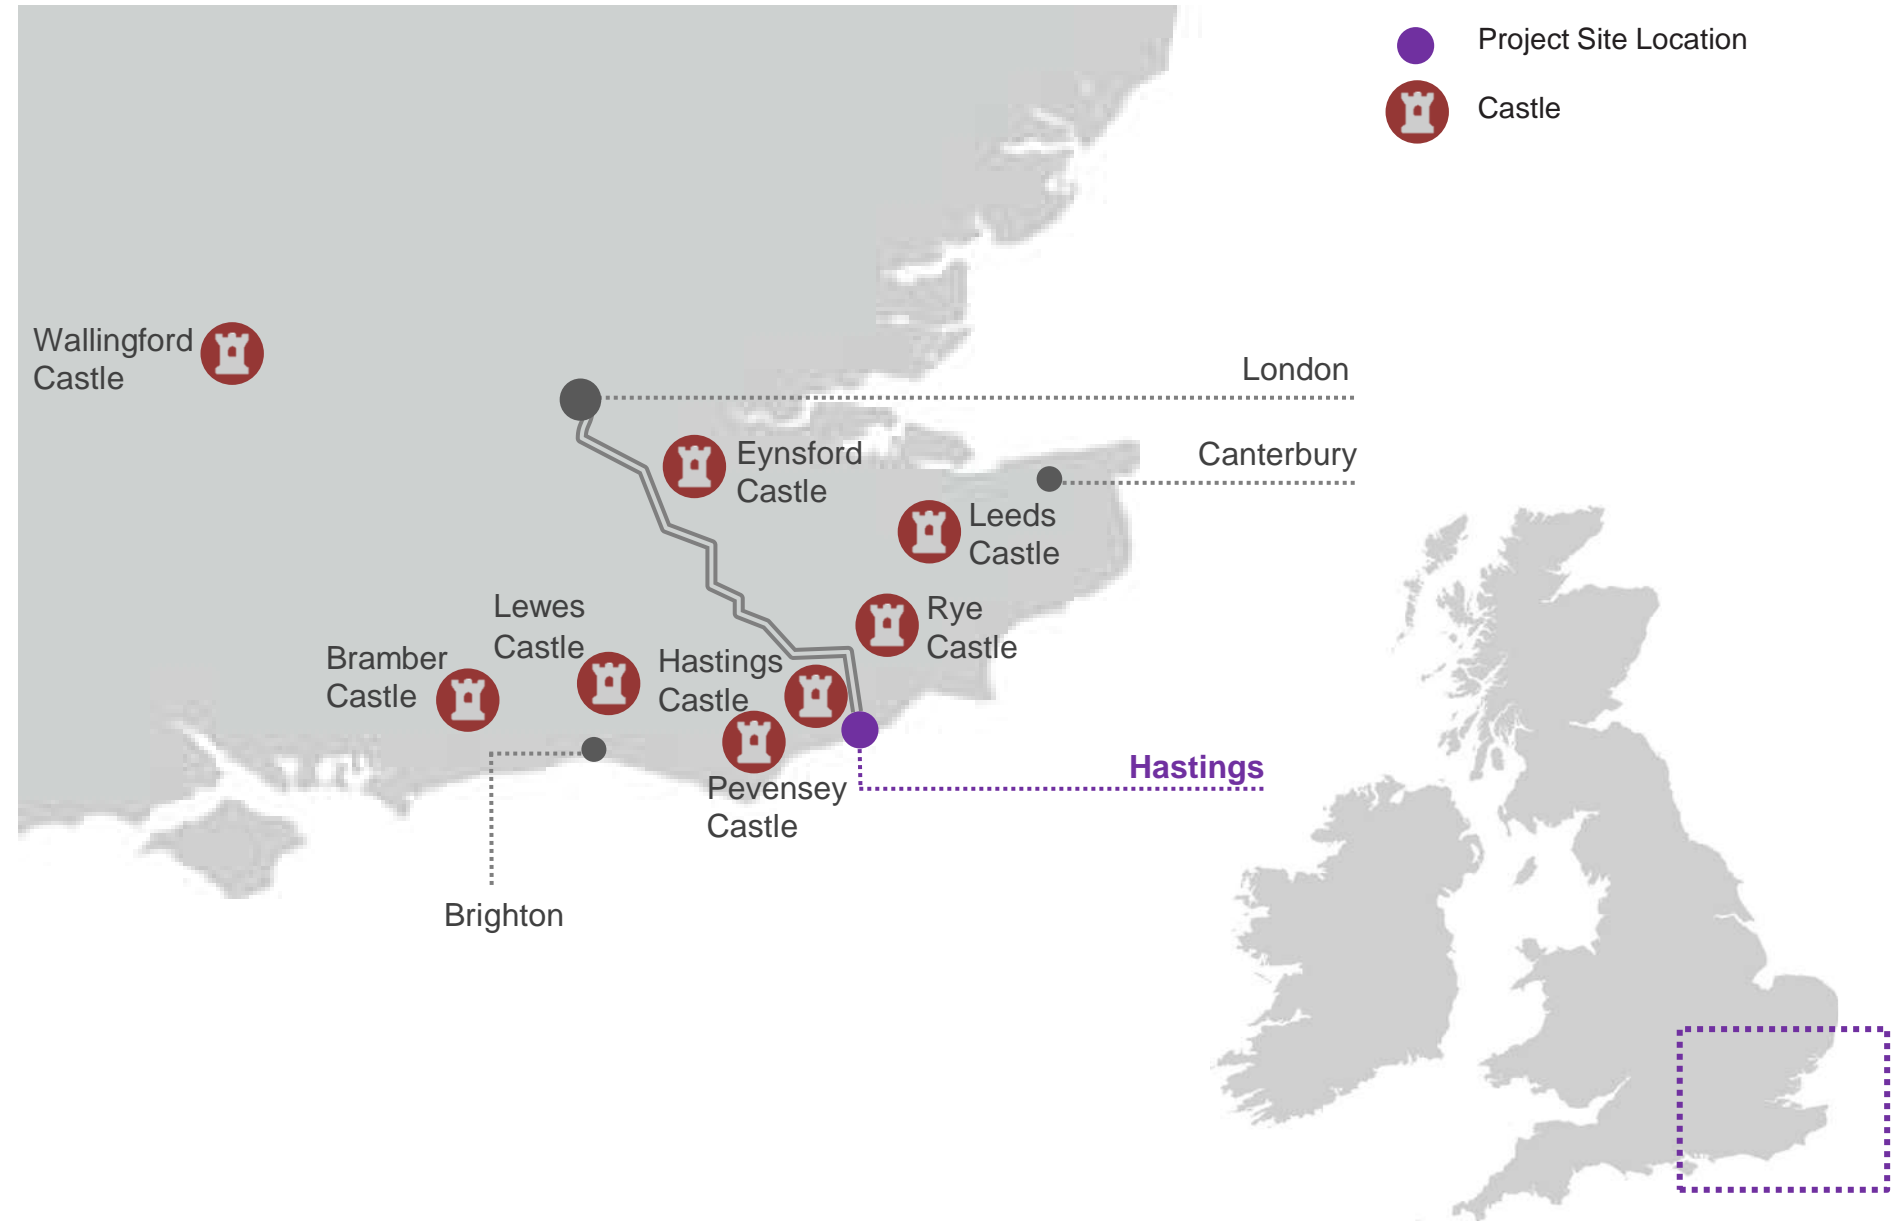 Project Site Location
Castle
Wallingford
Castle
London
Eynsford
Castle
Canterbury
Leeds
Castle
Lewes
Castle
Rye
Castle
Bramber
Castle
Hastings
Castle
Hastings
Pevensey
Castle
Brighton